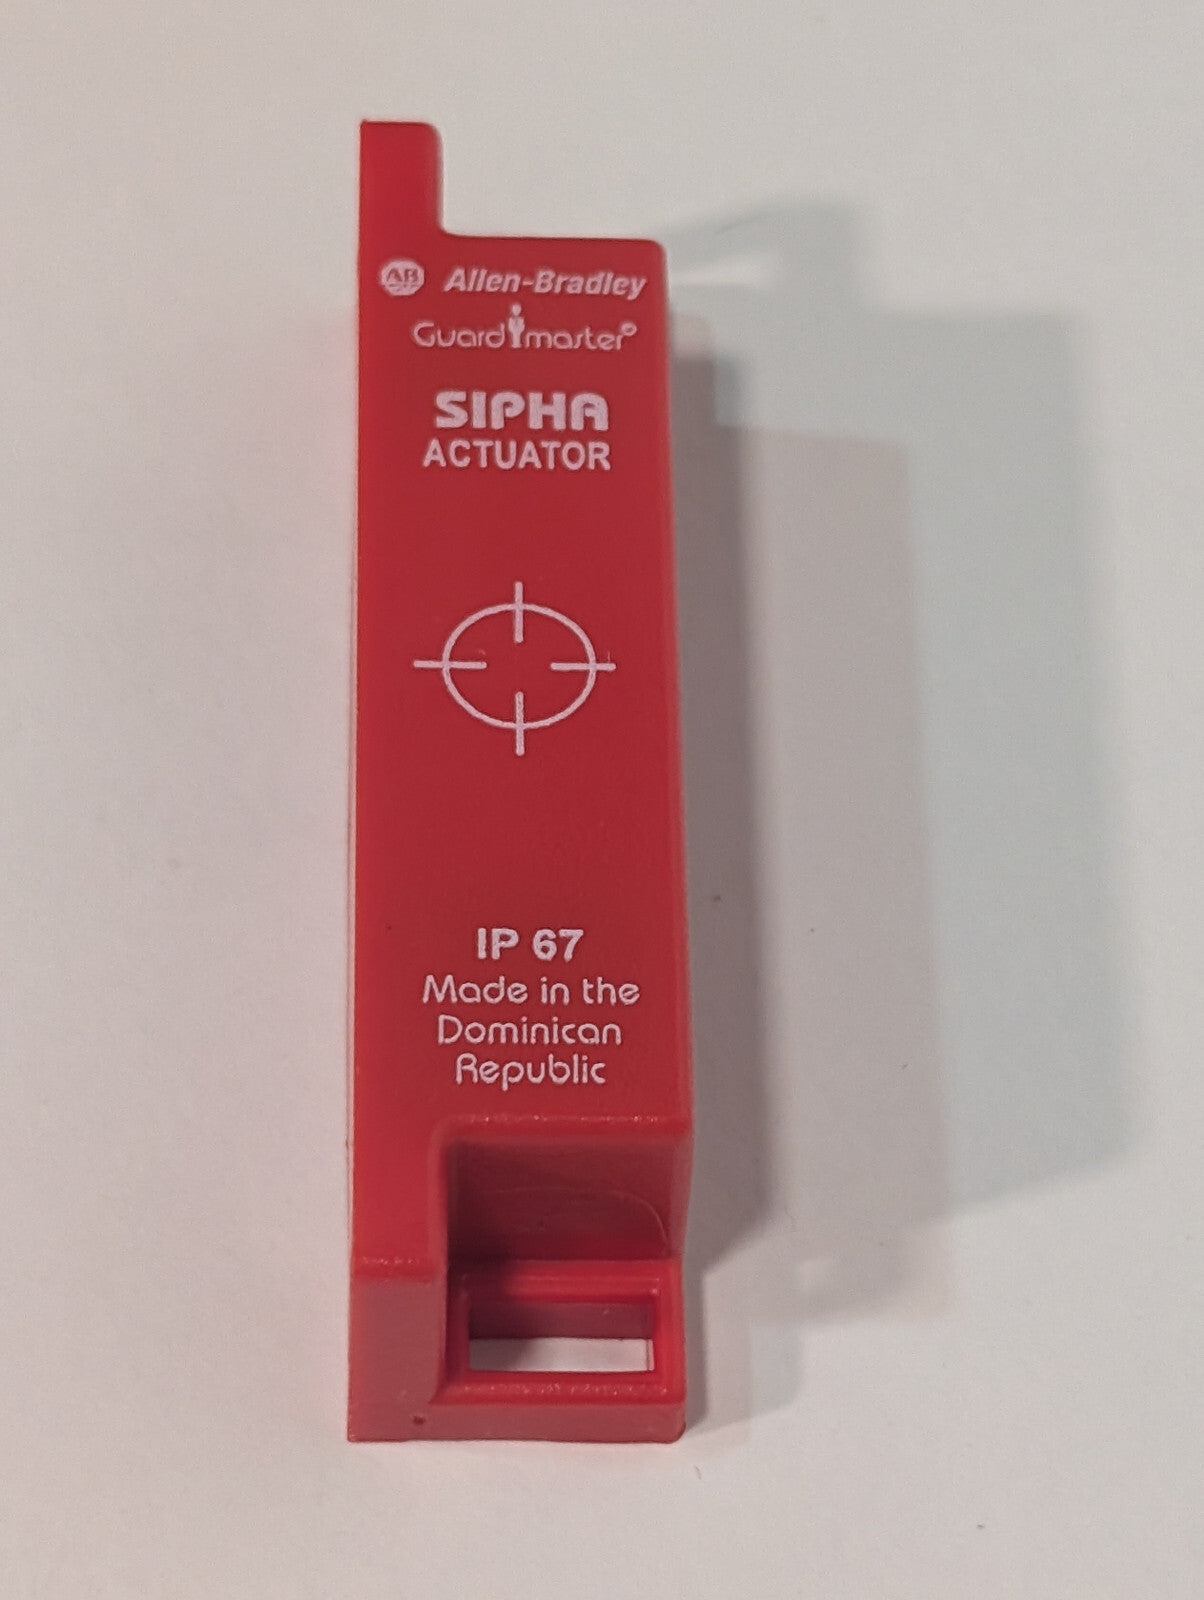 AB Allen-Bradley
Guardmaster®
SIPHA
ACTUATOR
IP 67
Made in the
Dominican
Republic